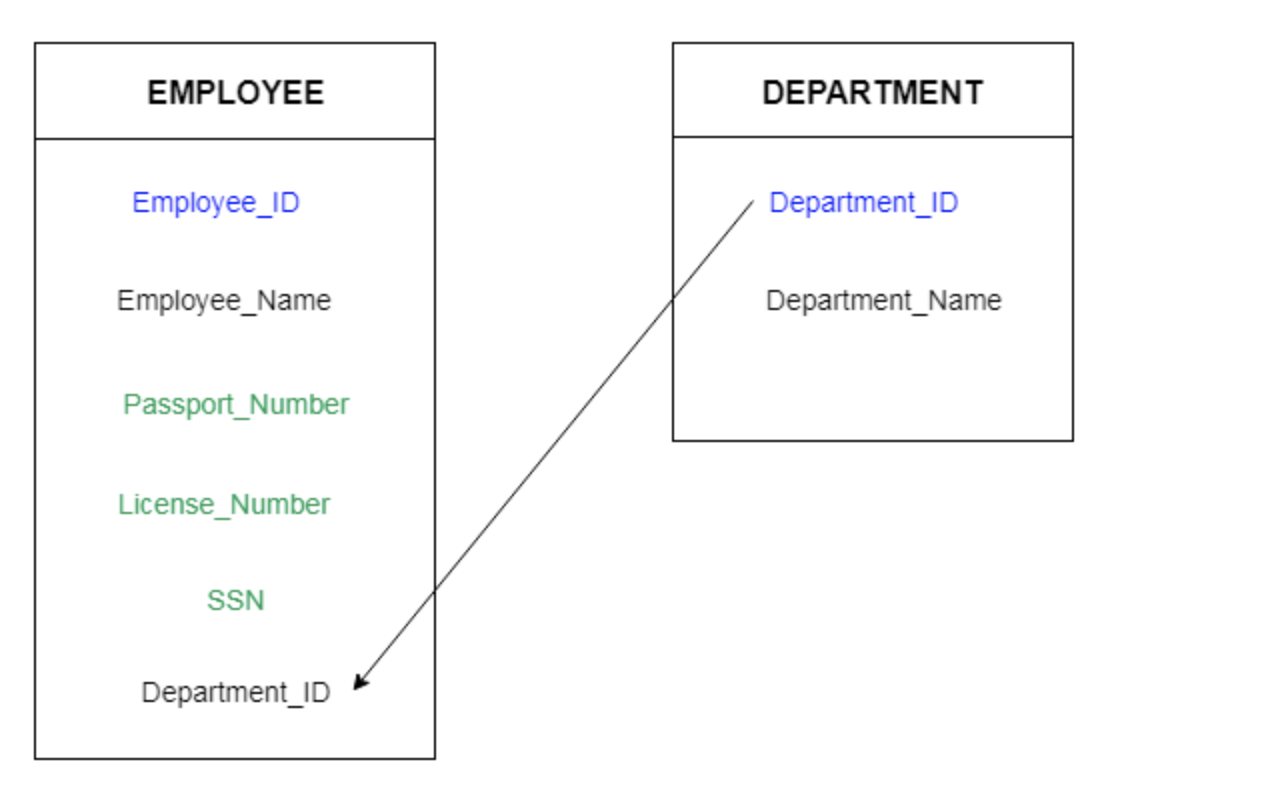 EMPLOYEE
Employee_ID
Employee_Name
Passport_Number
License_Number
SSN
Department_ID
DEPARTMENT
Department_ID
Department_Name